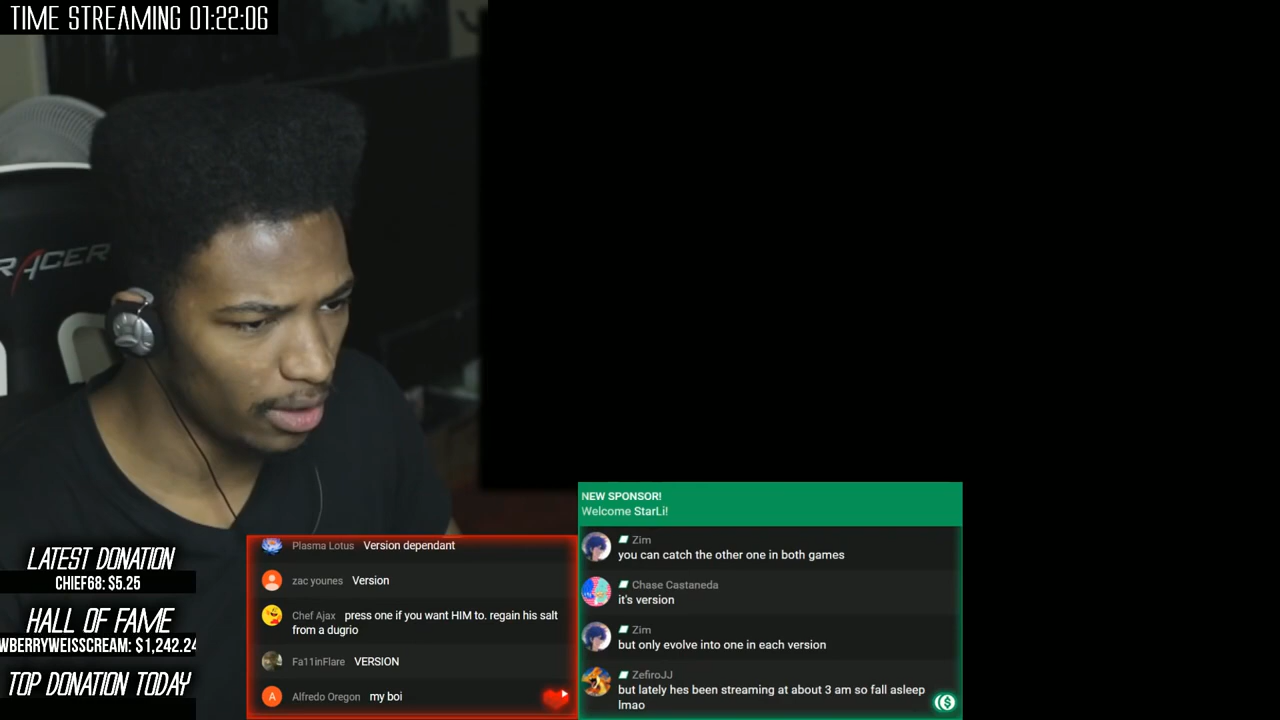 TIME STREAMING 01:22:06
RACER
NEW SPONSOR!
Welcome StarLi!
Zim
you can catch the other one in both games
Chase Castaneda
it's version
Zim
but only evolve into one in each version
ZefiroJJ
but lately hes been streaming at about 3 am so fall asleep
lmao
Plasma Lotus Version dependant
zac younes Version
Chef Ajax press one if you want HIM to. regain his salt
from a dugrio
Fa11inFlare VERSION
A Alfredo Oregon my boi
LATEST DONATION
CHIEF68: $5.25
HALL OF FAME
WBERRYWEISSCREAM: $1,242.24
TOP DONATION TODAY